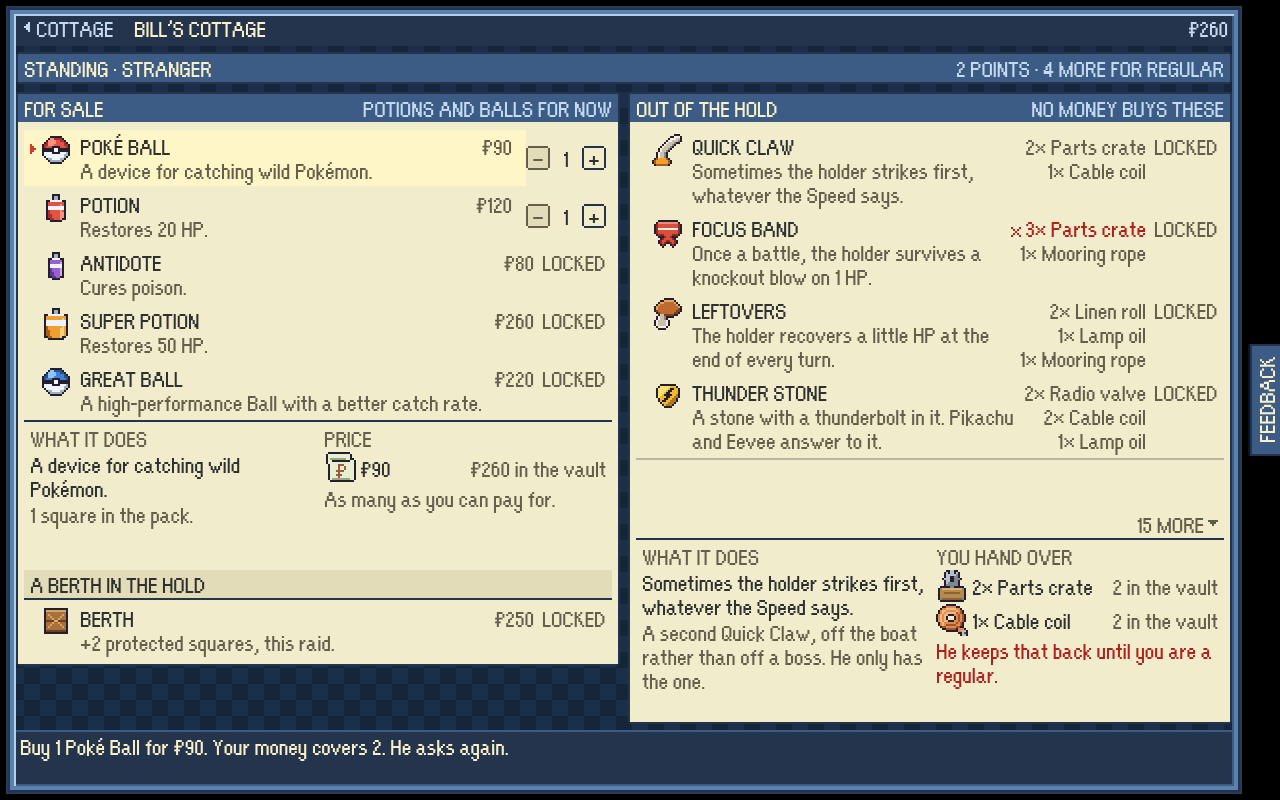 COTTAGE BILL'S COTTAGE ₽260
STANDING · STRANGER 2 POINTS · 4 MORE FOR REGULAR
FOR SALE POTIONS AND BALLS FOR NOW
POKÉ BALL ₽90 − 1 +
A device for catching wild Pokémon.
POTION ₽120 − 1 +
Restores 20 HP.
ANTIDOTE ₽80 LOCKED
Cures poison.
SUPER POTION ₽260 LOCKED
Restores 50 HP.
GREAT BALL ₽220 LOCKED
A high-performance Ball with a better catch rate.
WHAT IT DOES
A device for catching wild
Pokémon.
1 square in the pack.
PRICE
₽90 ₽260 in the vault
As many as you can pay for.
A BERTH IN THE HOLD
BERTH ₽250 LOCKED
+2 protected squares, this raid.
OUT OF THE HOLD NO MONEY BUYS THESE
QUICK CLAW 2× Parts crate LOCKED
Sometimes the holder strikes first, 1× Cable coil
whatever the Speed says.
FOCUS BAND × 3× Parts crate LOCKED
Once a battle, the holder survives a 1× Mooring rope
knockout blow on 1 HP.
LEFTOVERS 2× Linen roll LOCKED
The holder recovers a little HP at the 1× Lamp oil
end of every turn. 1× Mooring rope
THUNDER STONE 2× Radio valve LOCKED
A stone with a thunderbolt in it. Pikachu 2× Cable coil
and Eevee answer to it. 1× Lamp oil
15 MORE
WHAT IT DOES
Sometimes the holder strikes first,
whatever the Speed says.
A second Quick Claw, off the boat
rather than off a boss. He only has
the one.
YOU HAND OVER
2× Parts crate 2 in the vault
1× Cable coil 2 in the vault
He keeps that back until you are a
regular.
Buy 1 Poké Ball for ₽90. Your money covers 2. He asks again.
FEEDBACK